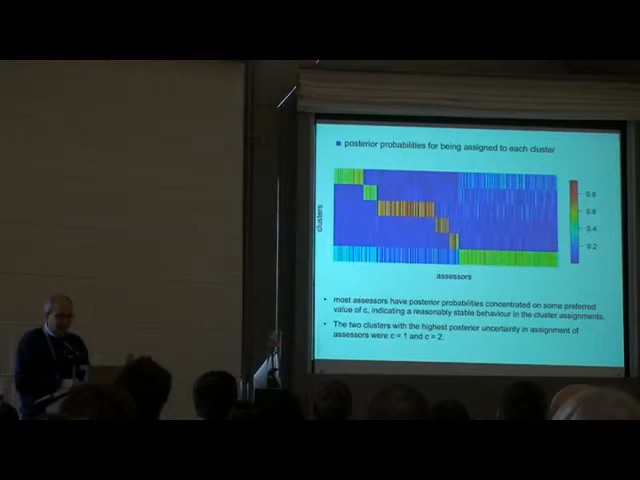 posterior probabilities for being assigned to each cluster
clusters
0.8
0.6
0.4
0.2
assessors
• most assessors have posterior probabilities concentrated on some preferred
value of c, indicating a reasonably stable behaviour in the cluster assignments.
• The two clusters with the highest posterior uncertainty in assignment of
assessors were c = 1 and c = 2.